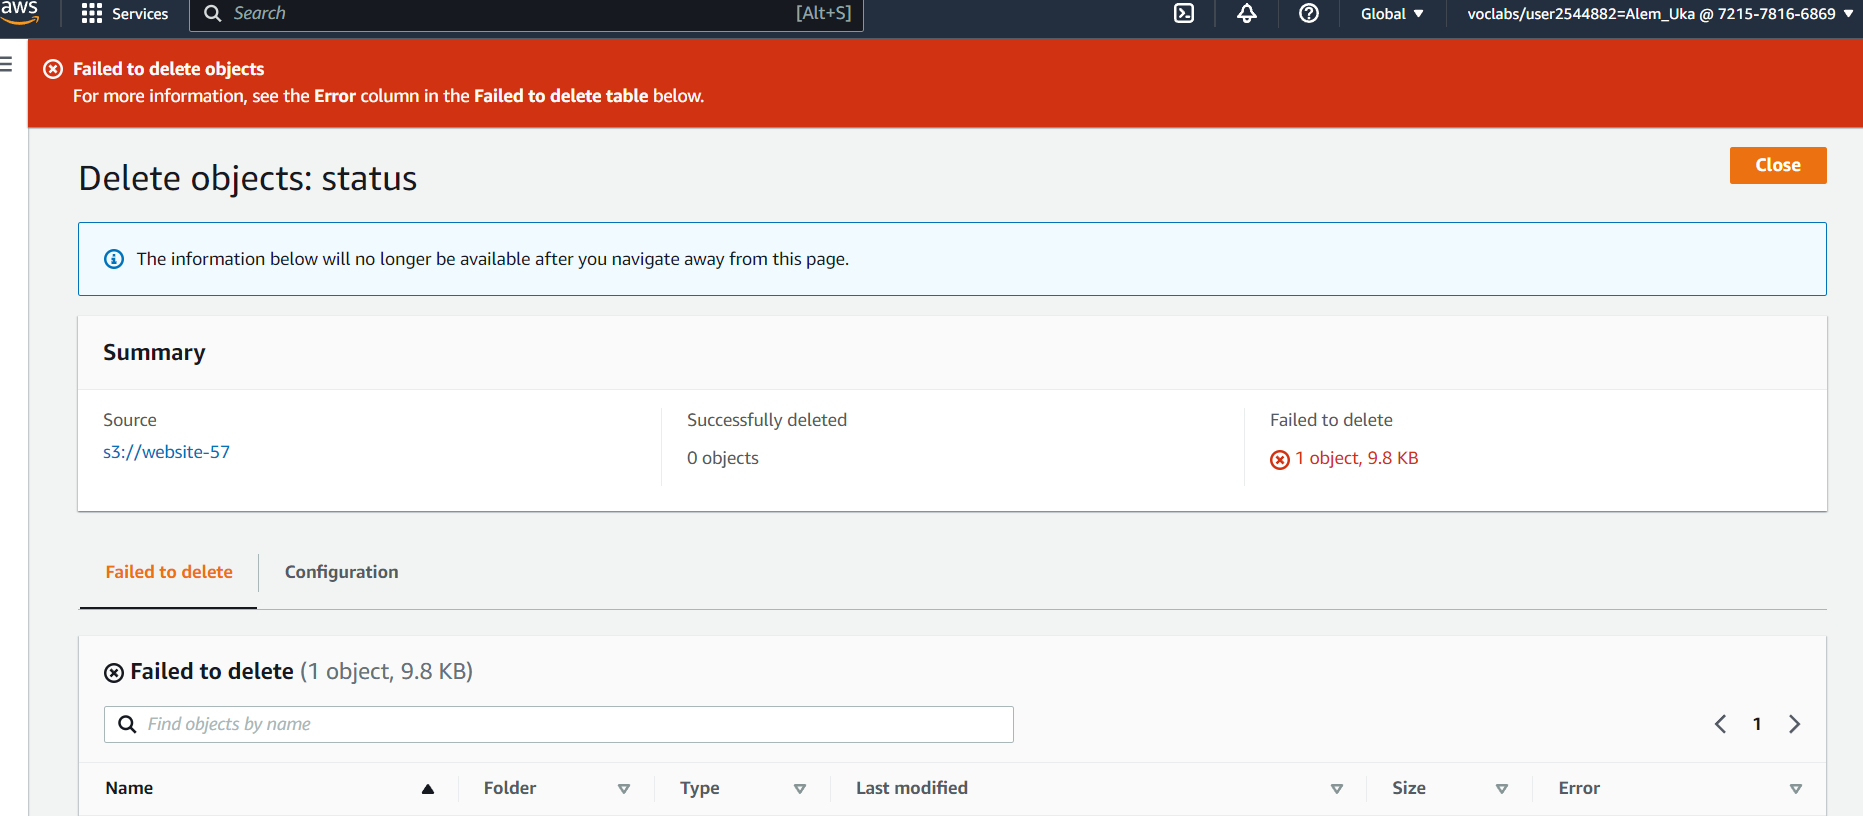 aws
Services
Search
[Alt+S]
Global
voclabs/user2544882=Alem_Uka @ 7215-7816-6869
Failed to delete objects
For more information, see the Error column in the Failed to delete table below.
Delete objects: status
Close
The information below will no longer be available after you navigate away from this page.
Summary
Source
s3://website-57
Successfully deleted
0 objects
Failed to delete
1 object, 9.8 KB
Failed to delete
Configuration
Failed to delete (1 object, 9.8 KB)
Find objects by name
1
Name
Folder
Type
Last modified
Size
Error